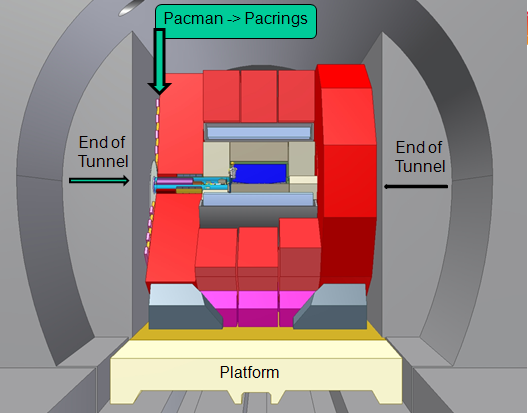 Pacman -> Pacrings
End of
Tunnel
End of
Tunnel
Platform